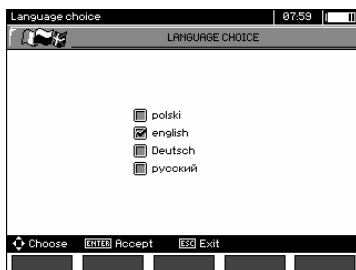 Language choice 07:59
LANGUAGE CHOICE
polski
english
Deutsch
русский
Choose ENTER Accept ESC Exit